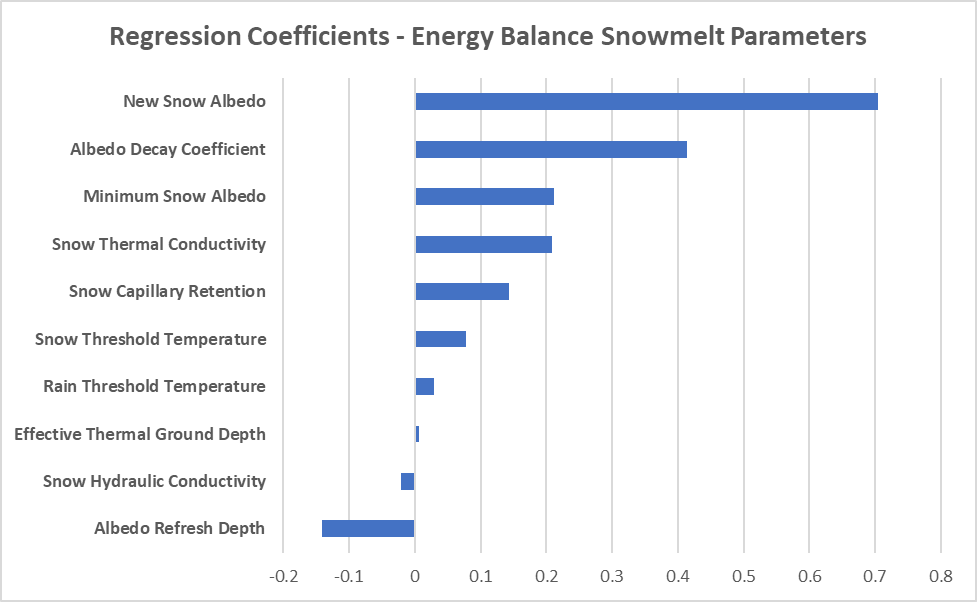 Regression Coefficients - Energy Balance Snowmelt Parameters
New Snow Albedo
Albedo Decay Coefficient
Minimum Snow Albedo
Snow Thermal Conductivity
Snow Capillary Retention
Snow Threshold Temperature
Rain Threshold Temperature
Effective Thermal Ground Depth
Snow Hydraulic Conductivity
Albedo Refresh Depth
-0.2 -0.1 0 0.1 0.2 0.3 0.4 0.5 0.6 0.7 0.8